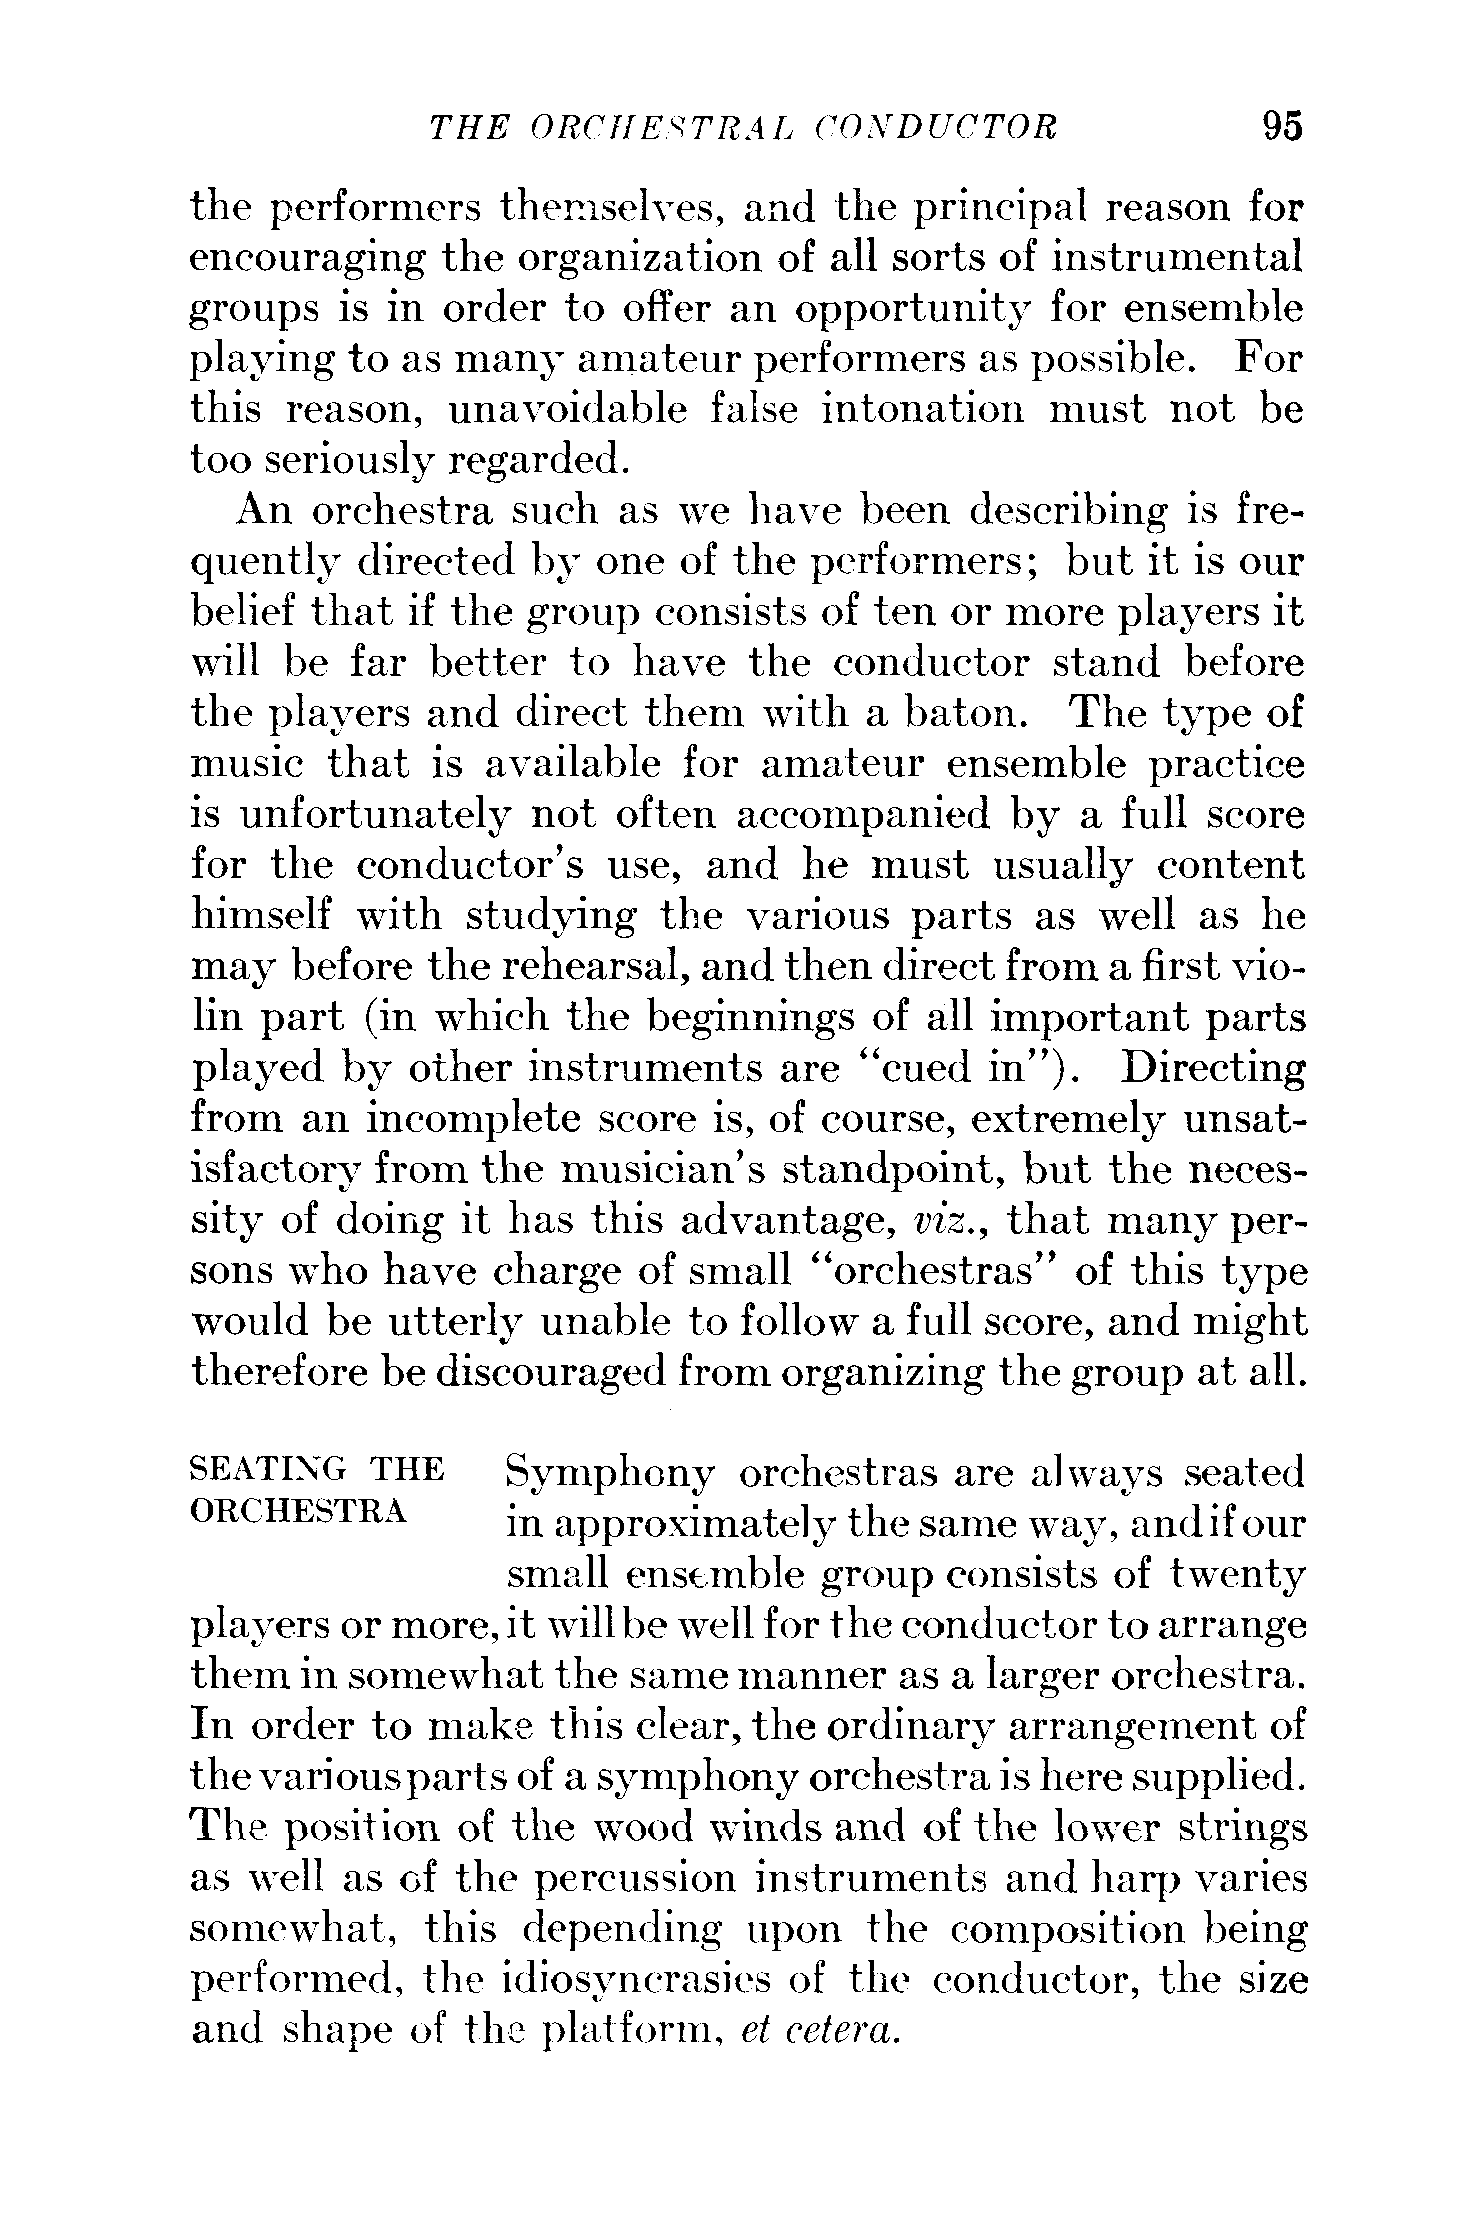 THE ORCHESTRAL CONDUCTOR 95
the performers themselves, and the principal reason for
encouraging the organization of all sorts of instrumental
groups is in order to offer an opportunity for ensemble
playing to as many amateur performers as possible. For
this reason, unavoidable false intonation must not be
too seriously regarded.
An orchestra such as we have been describing is fre-
quently directed by one of the performers; but it is our
belief that if the group consists of ten or more players it
will be far better to have the conductor stand before
the players and direct them with a baton. The type of
music that is available for amateur ensemble practice
is unfortunately not often accompanied by a full score
for the conductor's use, and he must usually content
himself with studying the various parts as well as he
may before the rehearsal, and then direct from a first vio-
lin part (in which the beginnings of all important parts
played by other instruments are "cued in"). Directing
from an incomplete score is, of course, extremely unsat-
isfactory from the musician's standpoint, but the neces-
sity of doing it has this advantage, viz., that many per-
sons who have charge of small "orchestras" of this type
would be utterly unable to follow a full score, and might
therefore be discouraged from organizing the group at all.
SEATING THE
ORCHESTRA
Symphony orchestras are always seated
in approximately the same way, and if our
small ensemble group consists of twenty
players or more, it will be well for the conductor to arrange
them in somewhat the same manner as a larger orchestra.
In order to make this clear, the ordinary arrangement of
the various parts of a symphony orchestra is here supplied.
The position of the wood winds and of the lower strings
as well as of the percussion instruments and harp varies
somewhat, this depending upon the composition being
performed, the idiosyncrasies of the conductor, the size
and shape of the platform, et cetera.